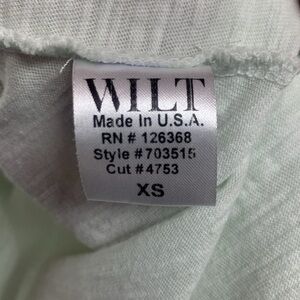 WILT
Made In U.S.A.
RN # 126368
Style #703515
Cut #4753
XS